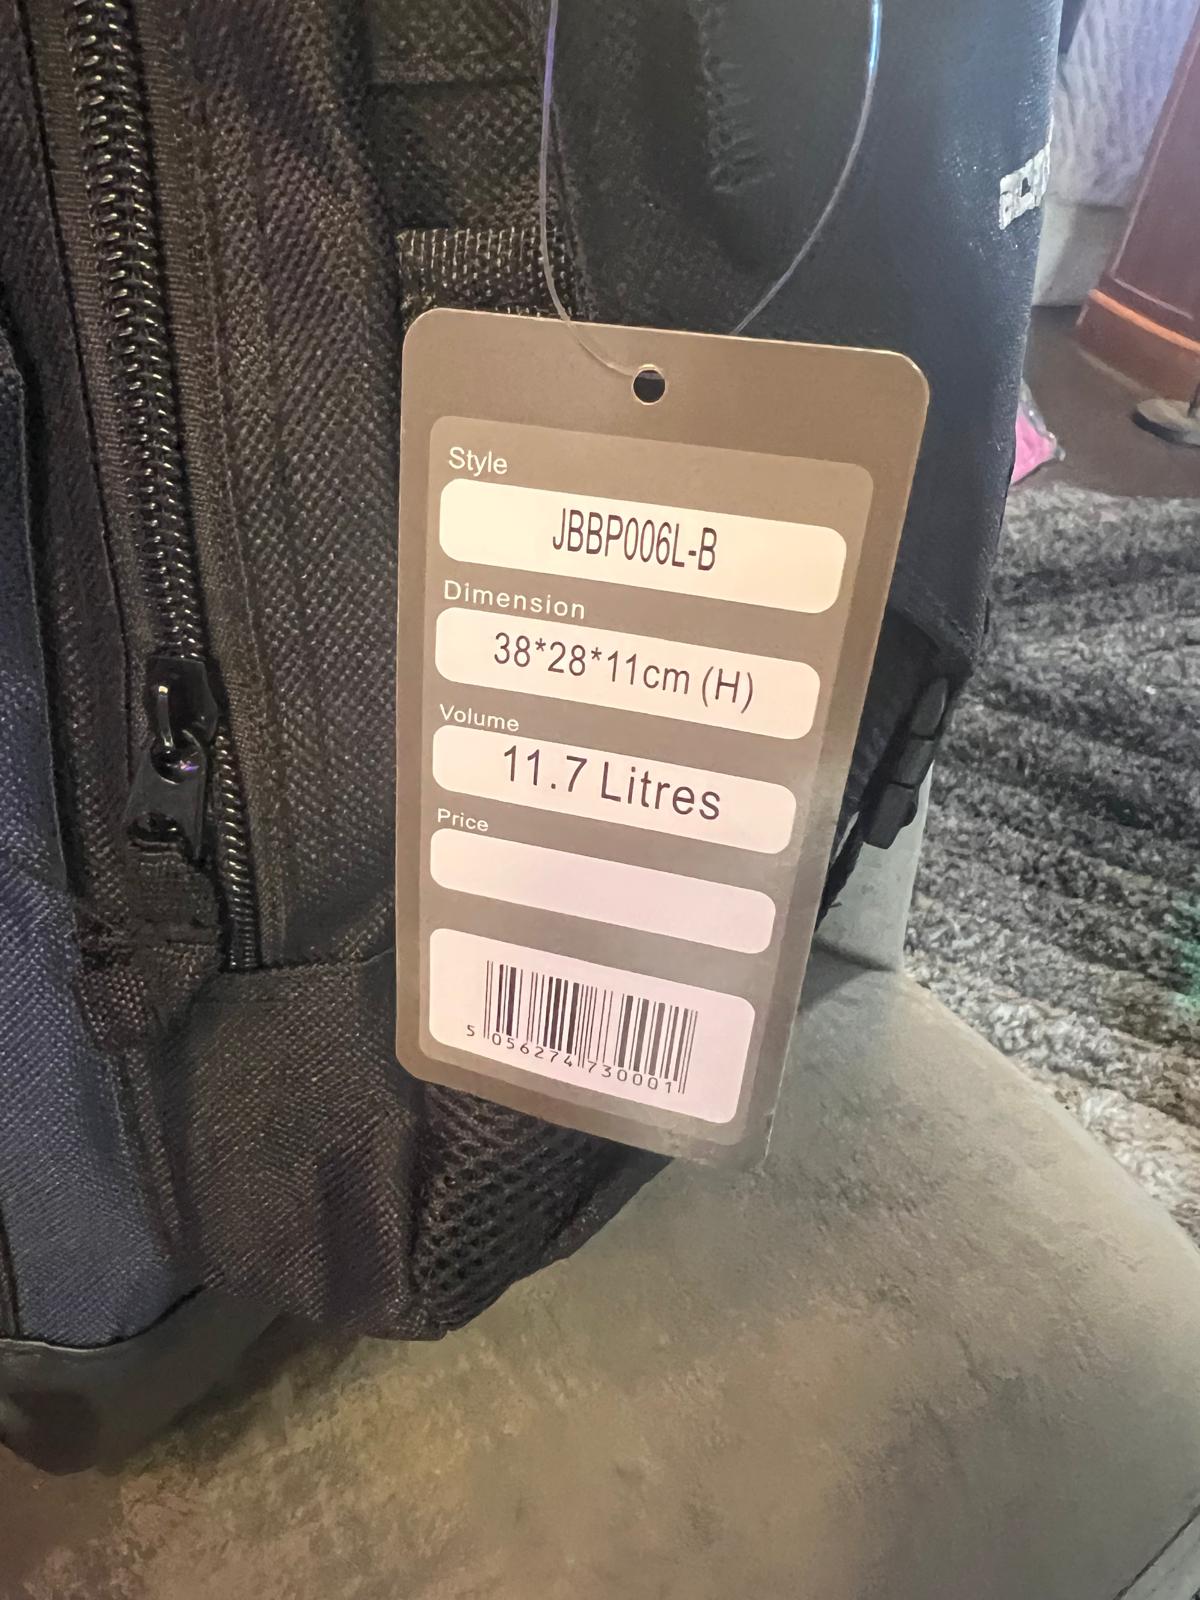 Style
JBBP006L-B
Dimension
38*28*11cm (H)
Volume
11.7 Litres
Price
5 056274 730001